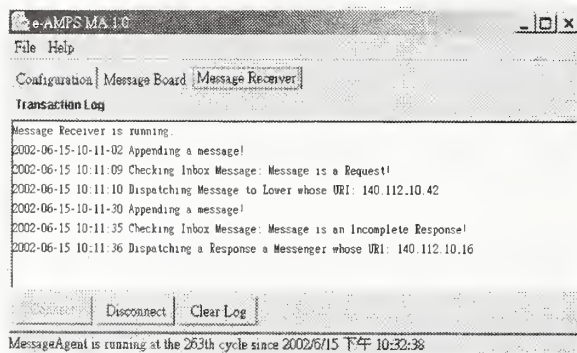 e-AMPS MA 1.0
File Help
Configuration Message Board Message Receiver
Transaction Log
Message Receiver is running.
2002-06-15-10-11-02 Appending a message!
2002-06-15 10:11:09 Checking Inbox Message: Message is a Request!
2002-06-15 10:11:10 Dispatching Message to Lower whose URI: 140.112.10.42
2002-06-15-10-11-30 Appending a message!
2002-06-15 10:11:35 Checking Inbox Message: Message is an Incomplete Response!
2002-06-15 10:11:36 Dispatching a Response a Messenger whose URI: 140.112.10.16
Disconnect Clear Log
MessageAgent is running at the 263th cycle since 2002/6/15 下午 10:32:38